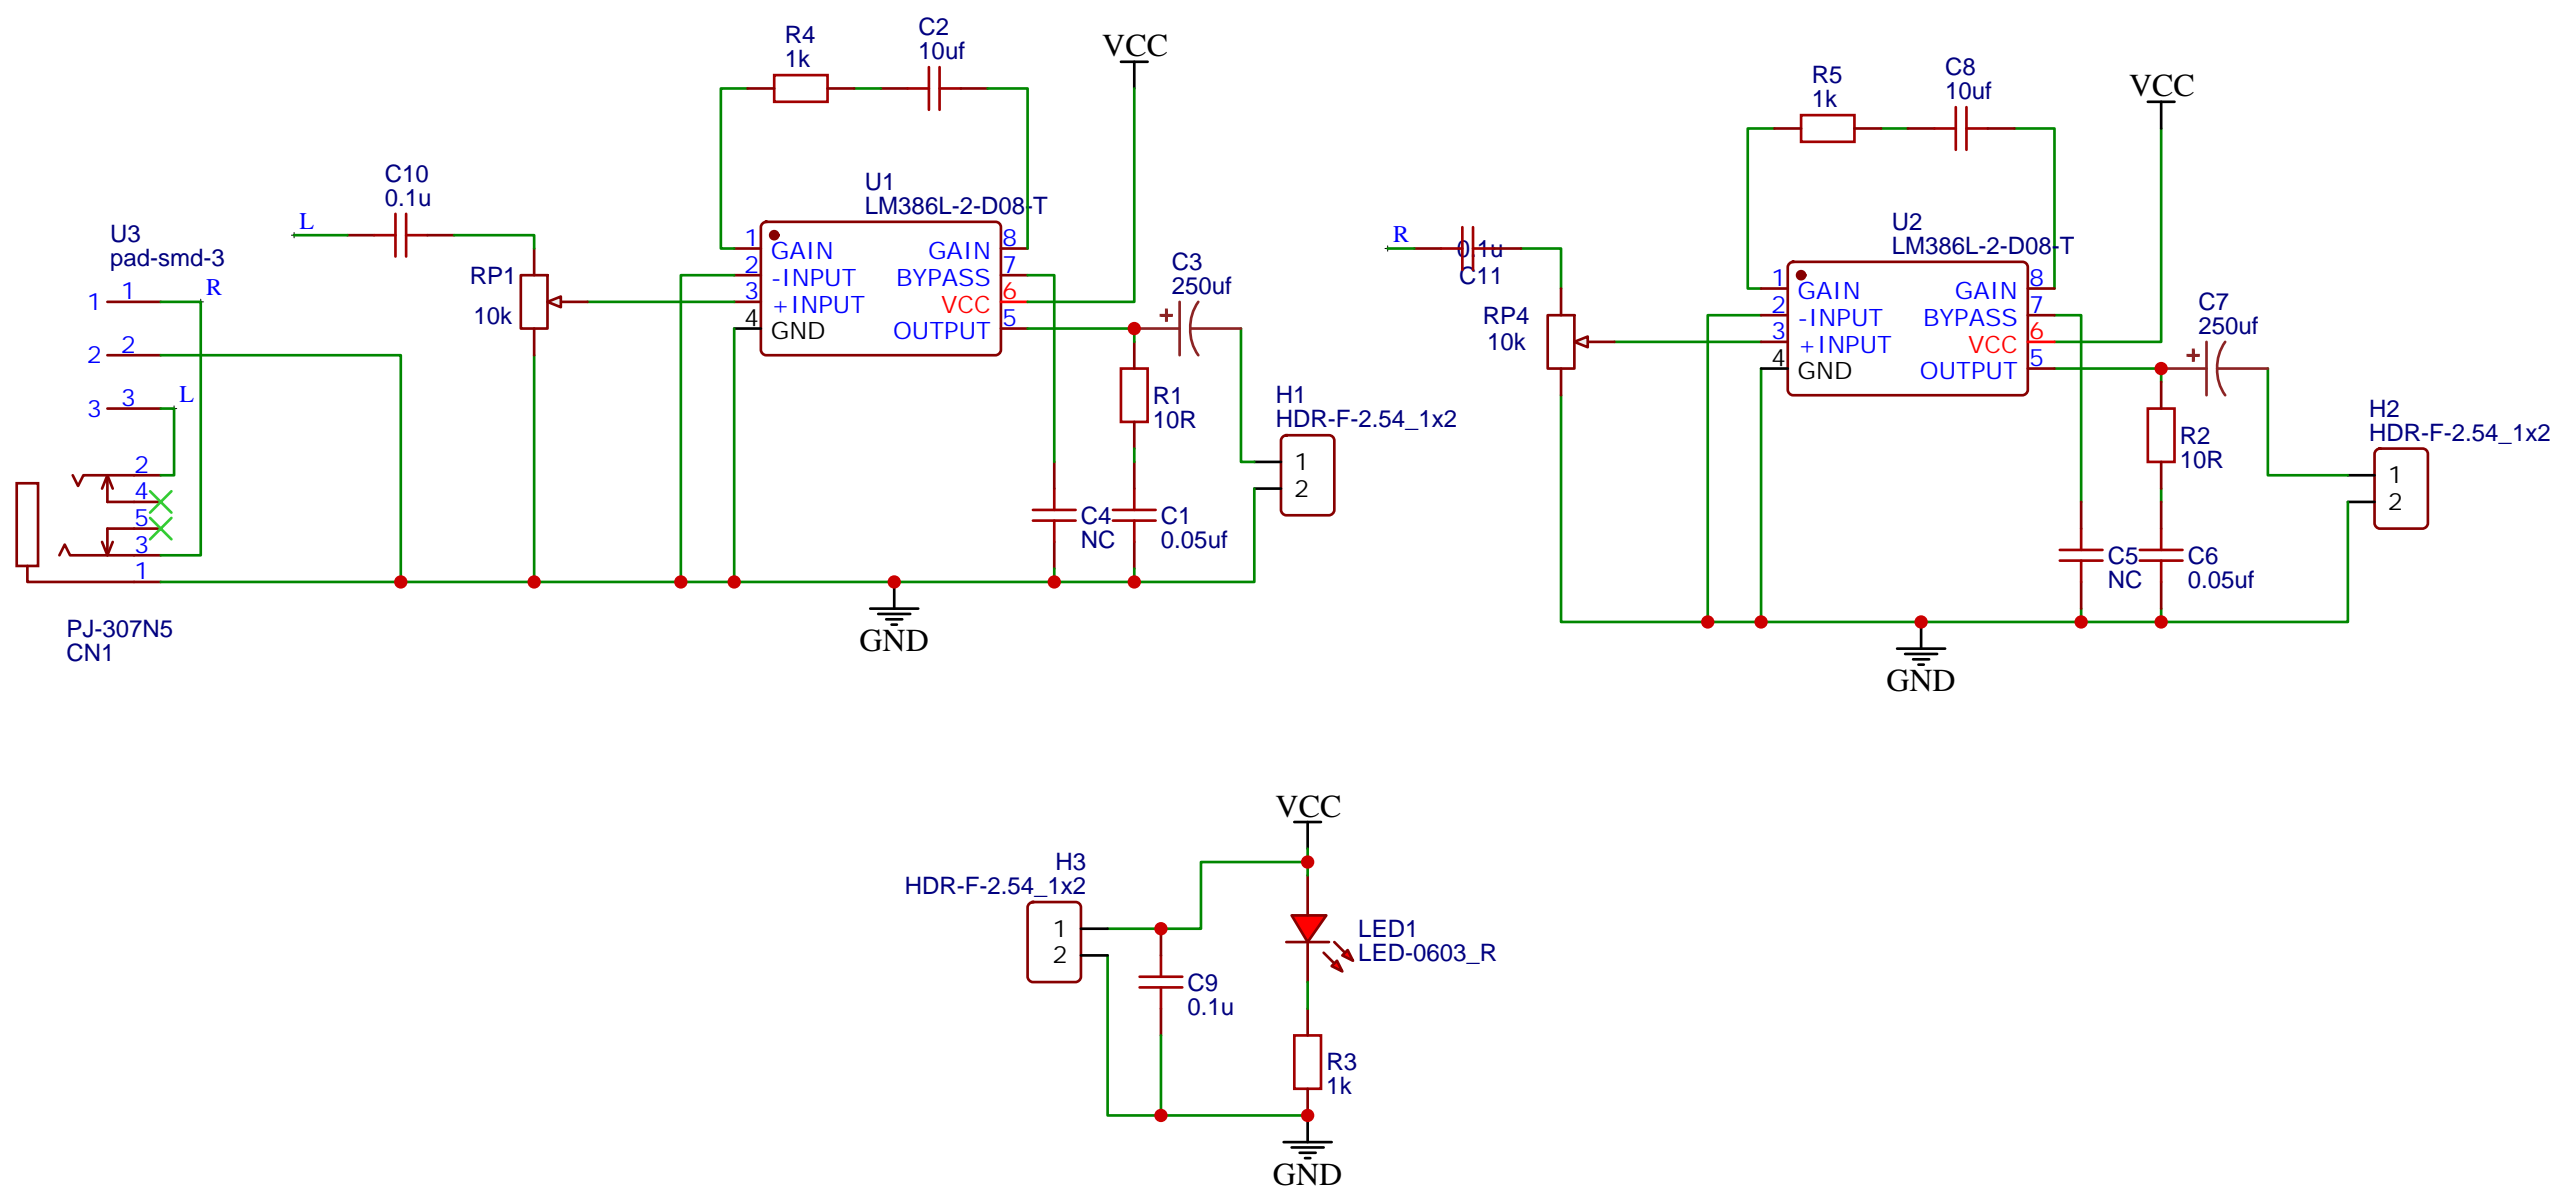 R4
1k
C2
10uf
VCC
C10
0.1u
L
U3
pad-smd-3
R
1 1
2 2
L
3 3
2
4
5
3
1
PJ-307N5
CN1
RP1
10k
U1
LM386L-2-D08-T
1 GAIN GAIN 8
2 -INPUT BYPASS 7
3 +INPUT VCC 6
4 GND OUTPUT 5
C3
250uf
+
R1
10R
H1
HDR-F-2.54_1x2
1
2
C4
NC
C1
0.05uf
GND
R5
1k
C8
10uf
VCC
R
0.1u
C11
RP4
10k
U2
LM386L-2-D08-T
1 GAIN GAIN 8
2 -INPUT BYPASS 7
3 +INPUT VCC 6
4 GND OUTPUT 5
C7
250uf
+
R2
10R
H2
HDR-F-2.54_1x2
1
2
C5
NC
C6
0.05uf
GND
VCC
H3
HDR-F-2.54_1x2
1
2
C9
0.1u
LED1
LED-0603_R
R3
1k
GND